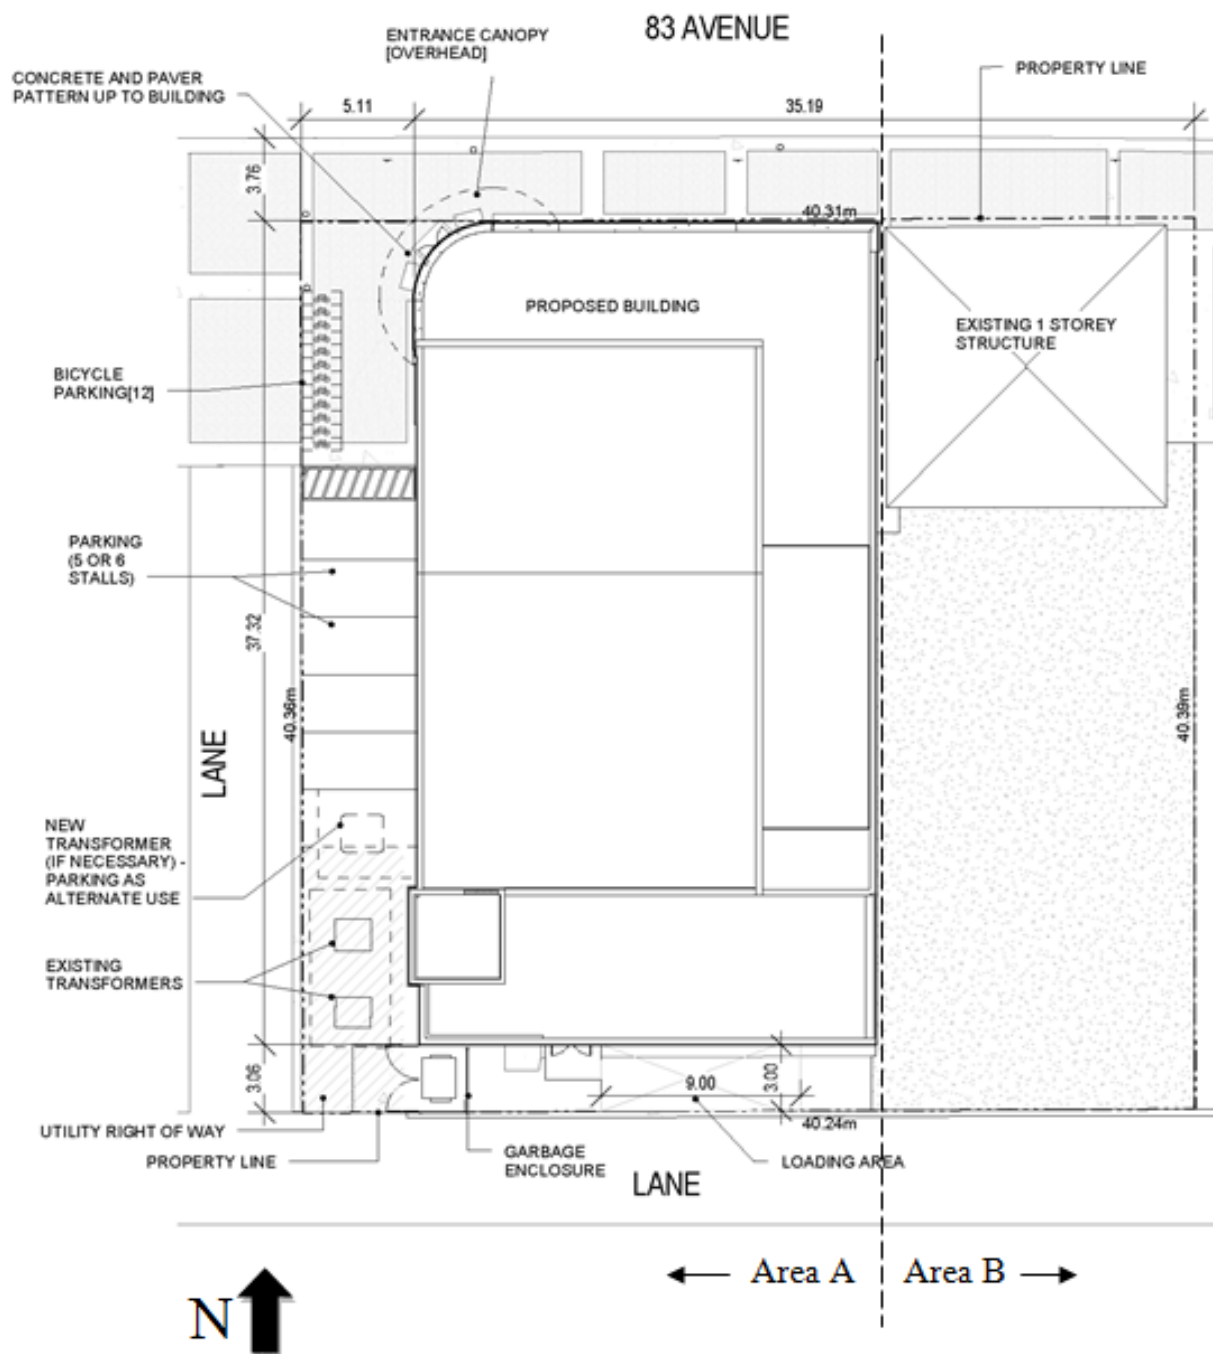 83 AVENUE
ENTRANCE CANOPY
[OVERHEAD]
CONCRETE AND PAVER
PATTERN UP TO BUILDING
PROPERTY LINE
5.11
35.19
3.76
40.31m
PROPOSED BUILDING
EXISTING 1 STOREY
STRUCTURE
BICYCLE
PARKING[12]
PARKING
(5 OR 6
STALLS)
37.32
40.36m
40.39m
LANE
NEW
TRANSFORMER
(IF NECESSARY) -
PARKING AS
ALTERNATE USE
EXISTING
TRANSFORMERS
3.06
9.00
3.00
40.24m
UTILITY RIGHT OF WAY
PROPERTY LINE
GARBAGE
ENCLOSURE
LOADING AREA
LANE
Area A
Area B
N